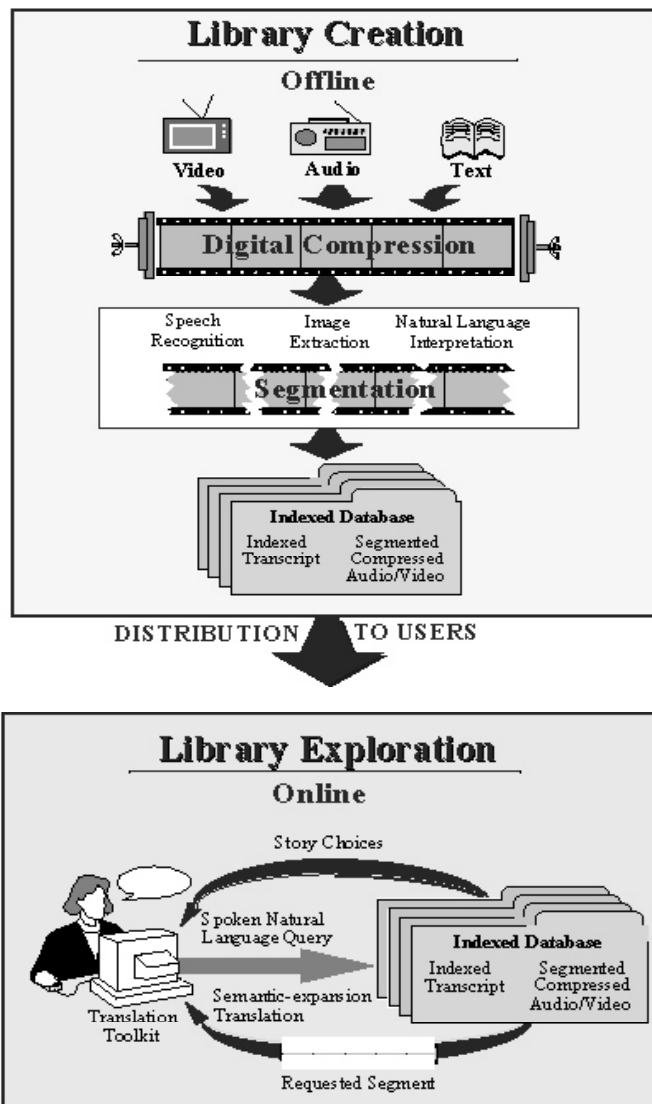 Library Creation
Offline
Video
Audio
Text
Digital Compression
Speech
Recognition
Image
Extraction
Natural Language
Interpretation
Segmentation
Indexed Database
Indexed
Transcript
Segmented
Compressed
Audio/Video
DISTRIBUTION TO USERS
Library Exploration
Online
Story Choices
Spoken Natural
Language Query
Semantic-expansion
Translation
Translation
Toolkit
Indexed Database
Indexed
Transcript
Segmented
Compressed
Audio/Video
Requested Segment